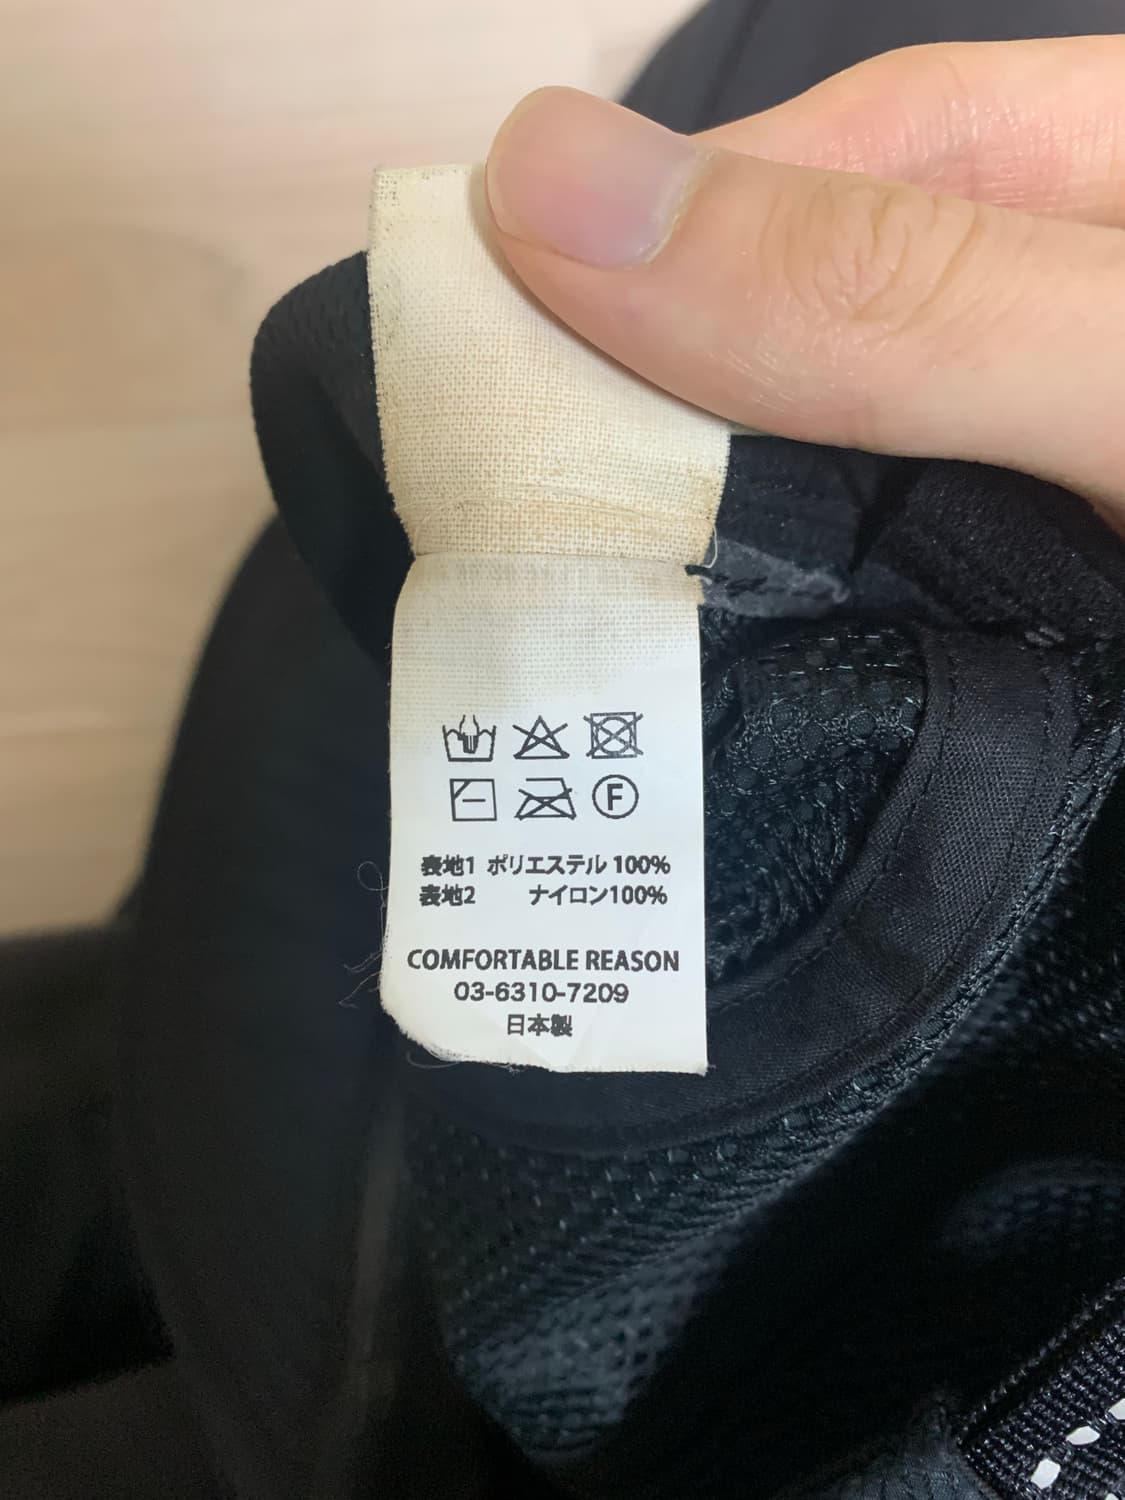 F
表地1 ポリエステル 100%
表地2 ナイロン100%
COMFORTABLE REASON
03-6310-7209
日本製